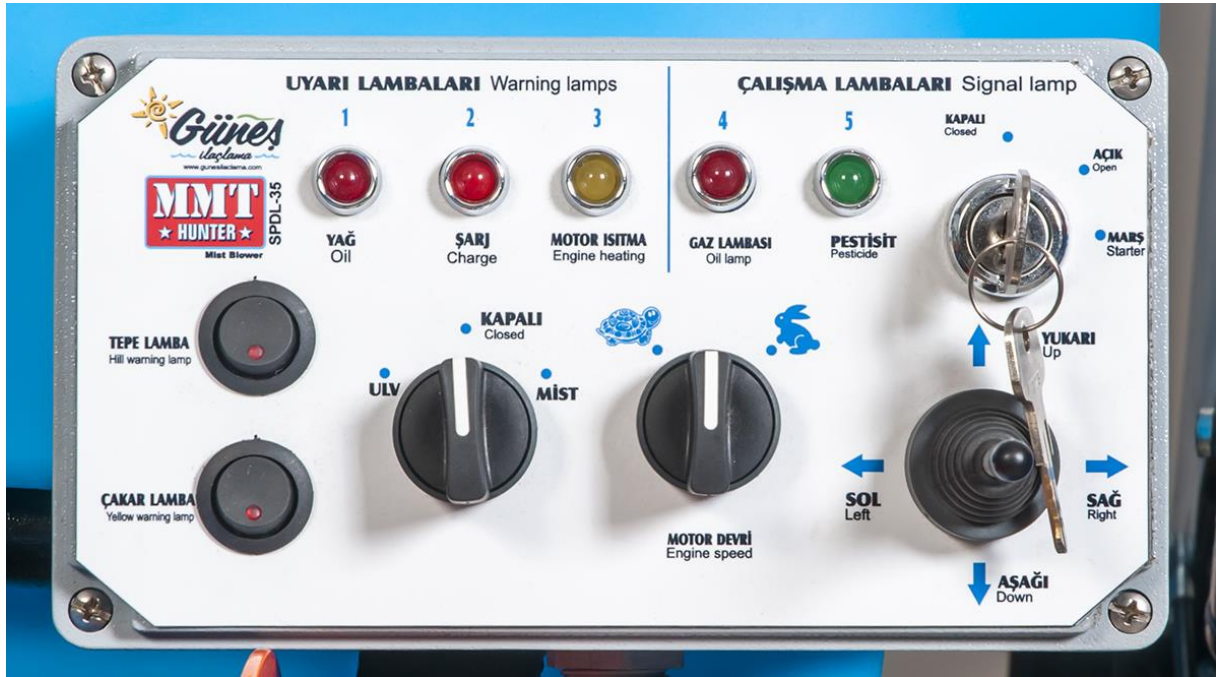 UYARI LAMBALARI Warning lamps
ÇALIŞMA LAMBALARI Signal lamp
1
2
3
4
5
KAPALI
Closed
AÇIK
Open
MARŞ
Starter
Güneş
ilaçlama
www.gunesilaclama.com
MMT
HUNTER
SPDL-35
Mist Blower
YAĞ
Oil
ŞARJ
Charge
MOTOR ISITMA
Engine heating
GAZ LAMBASI
Oil lamp
PESTİSİT
Pesticide
TEPE LAMBA
Hill warning lamp
KAPALI
Closed
ULV
MİST
YUKARI
Up
ÇAKAR LAMBA
Yellow warning lamp
MOTOR DEVRİ
Engine speed
SOL
Left
SAĞ
Right
AŞAĞI
Down